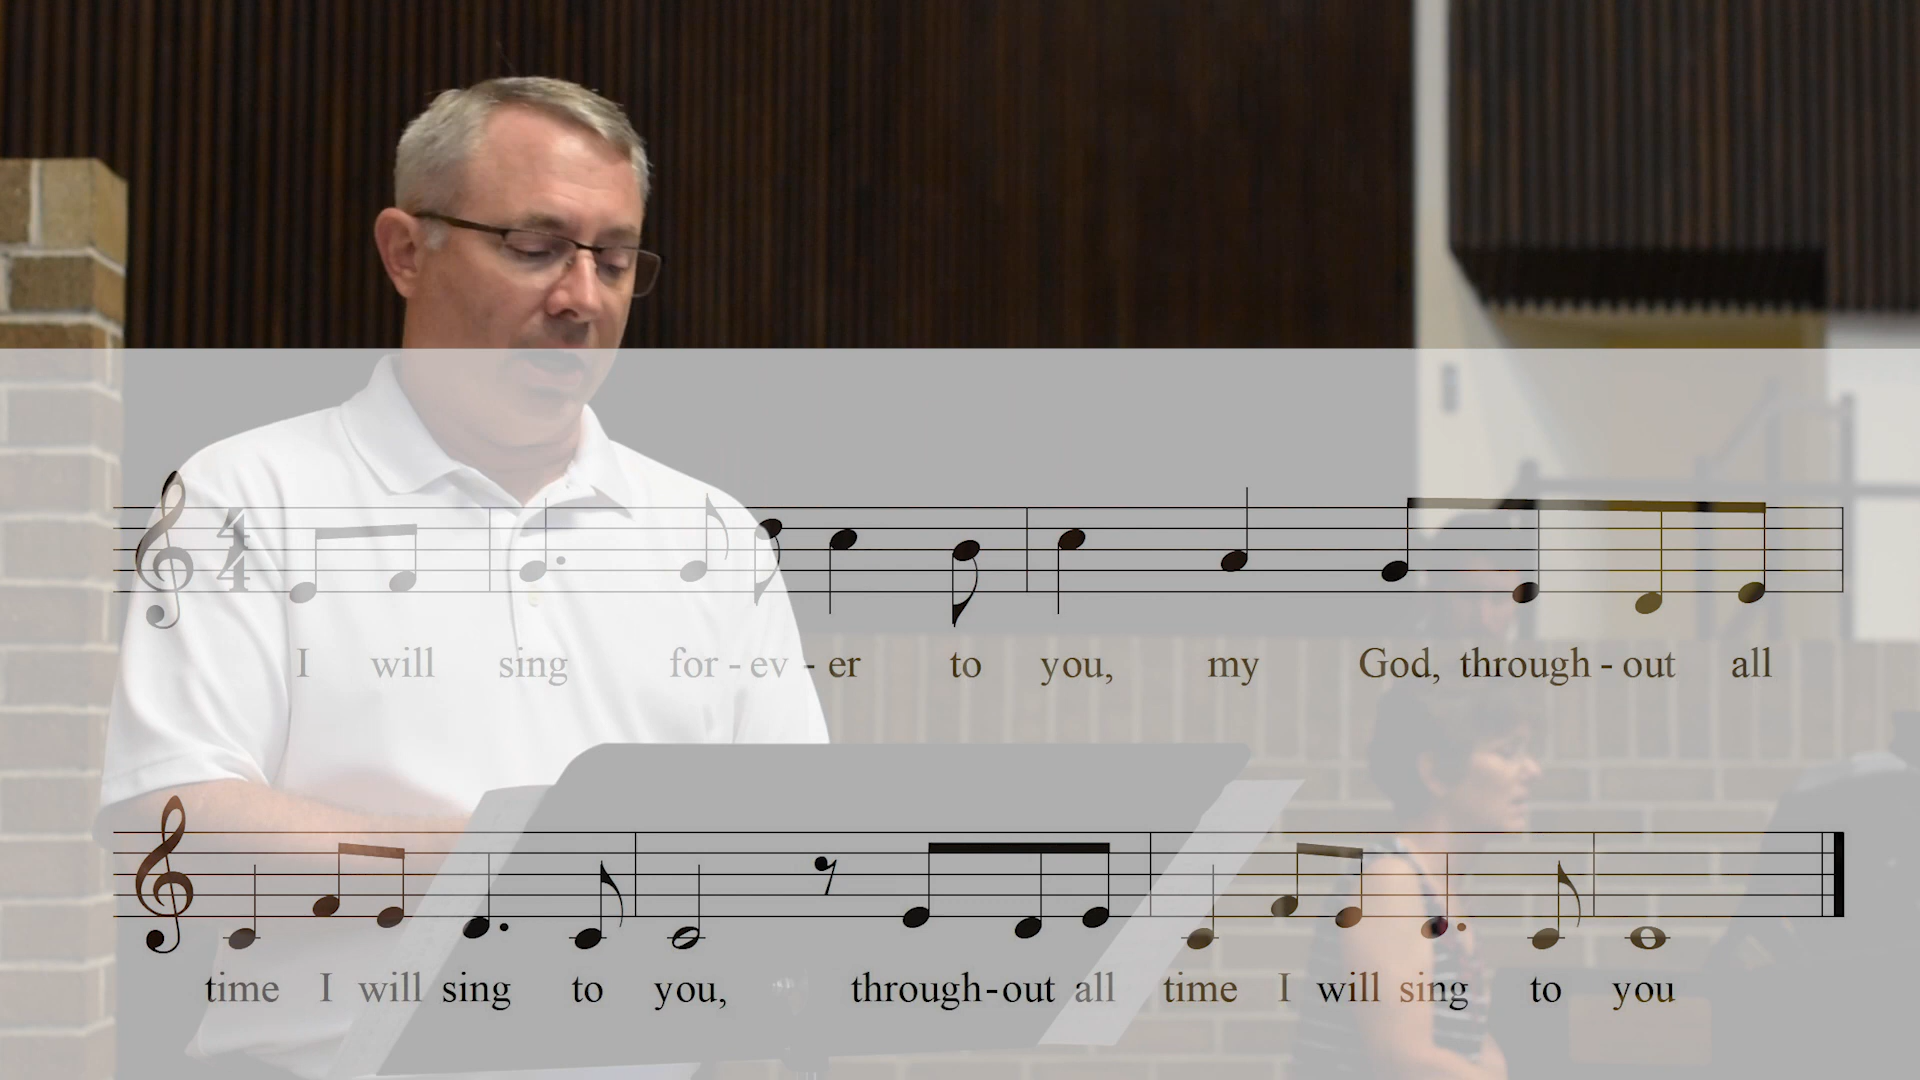 I will sing for - ev - er to you, my God, through - out all
time I will sing to you, through - out all time I will sing to you